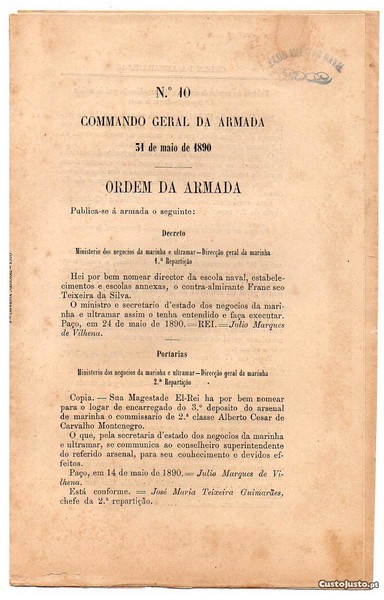 N.º 10
COMMANDO GERAL DA ARMADA
31 de maio de 1890
ORDEM DA ARMADA
Publica-se á armada o seguinte:
Decreto
Ministerio dos negocios da marinha e ultramar—Direcção geral da marinha
1.ª Repartição
Hei por bem nomear director da escola naval, estabele-
cimentos e escolas annexas, o contra-almirante Francisco
Teixeira da Silva.
O ministro e secretario d'estado dos negocios da mari-
nha e ultramar assim o tenha entendido e faça executar.
Paço, em 24 de maio de 1890.=REI.=Julio Marques
de Vilhena.
Portarias
Ministerio dos negocios da marinha e ultramar—Direcção geral da marinha
2.ª Repartição
Copia.—Sua Magestade El-Rei ha por bem nomear
para o logar de encarregado do 3.º deposito do arsenal
de marinha o commissario de 2.ª classe Alberto Cesar de
Carvalho Montenegro.
O que, pela secretaria d'estado dos negocios da marinha
e ultramar, se communica ao conselheiro superintendente
do referido arsenal, para seu conhecimento e devidos ef-
feitos.
Paço, em 14 de maio de 1890.=Julio Marques de Vi-
lhena.
Está conforme.=José Maria Teixeira Guimarães,
chefe da 2.ª repartição.
CustoJusto.pt